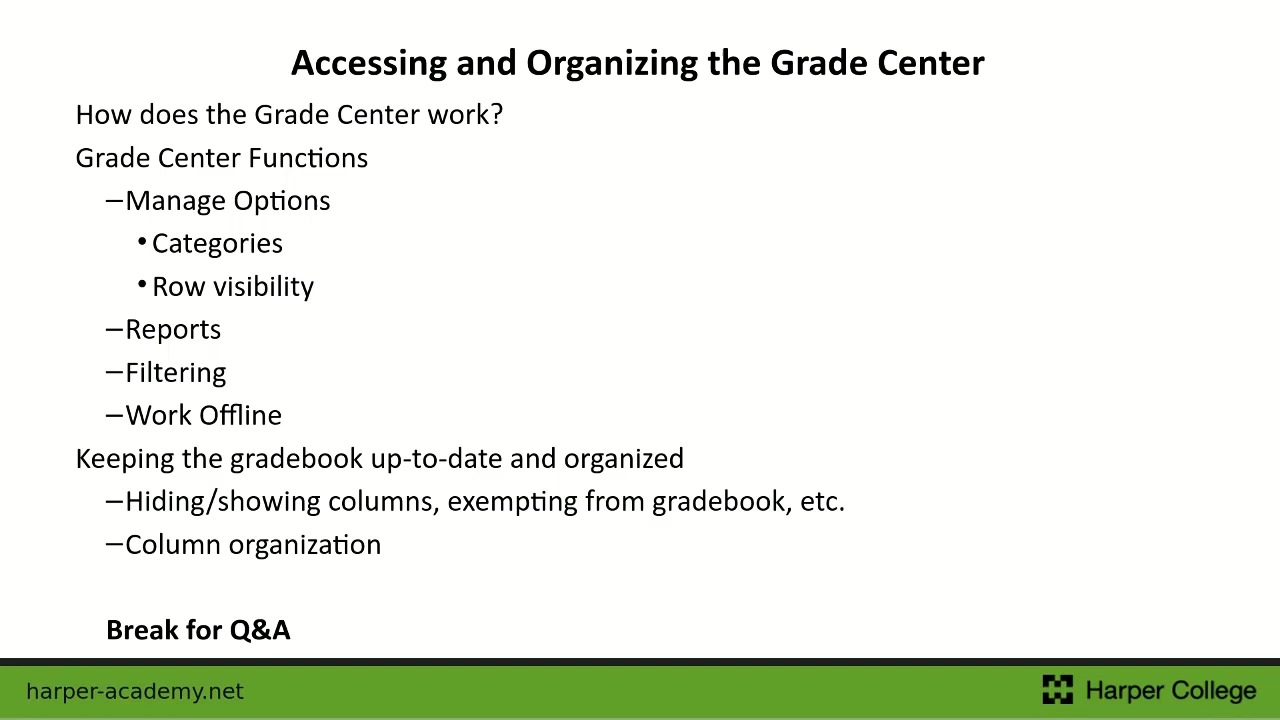 Accessing and Organizing the Grade Center
How does the Grade Center work?
Grade Center Functions
–Manage Options
•Categories
•Row visibility
–Reports
–Filtering
–Work Offline
Keeping the gradebook up-to-date and organized
–Hiding/showing columns, exempting from gradebook, etc.
–Column organization
Break for Q&A
harper-academy.net
Harper College